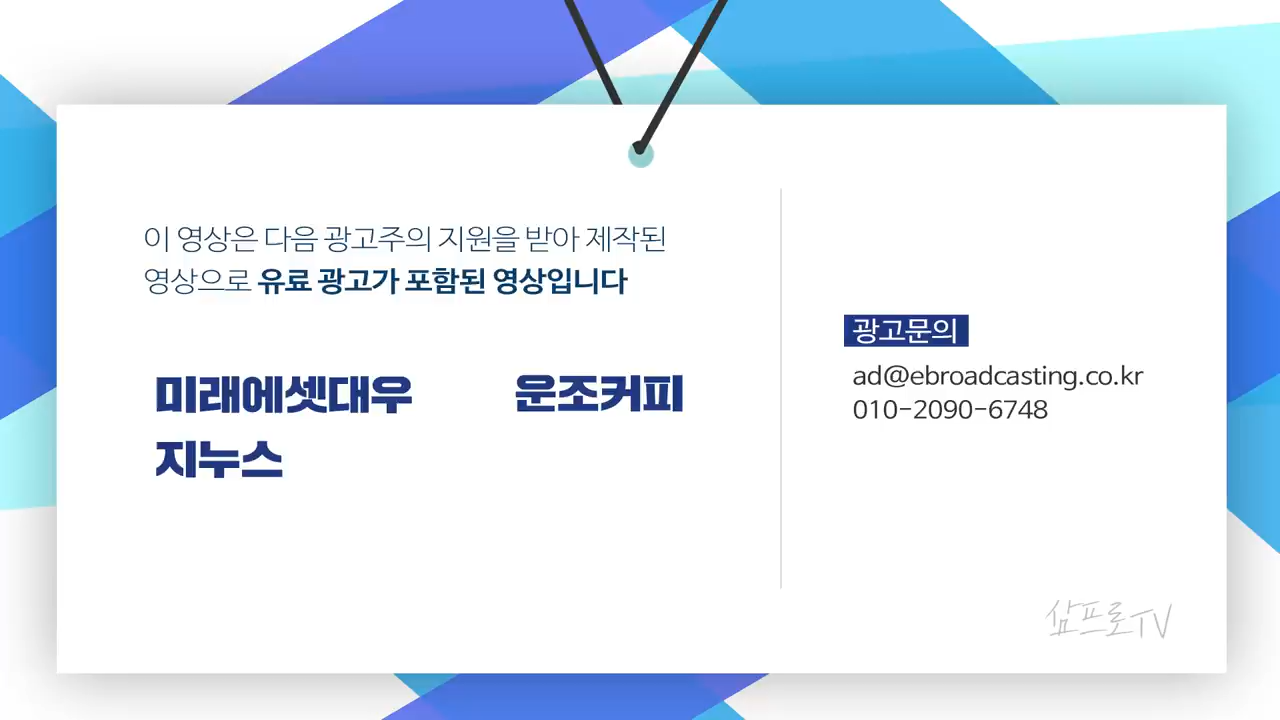 이 영상은 다음 광고주의 지원을 받아 제작된
영상으로 유료 광고가 포함된 영상입니다
미래에셋대우 운조커피
지누스
광고문의
ad@ebroadcasting.co.kr
010-2090-6748
삼프로TV